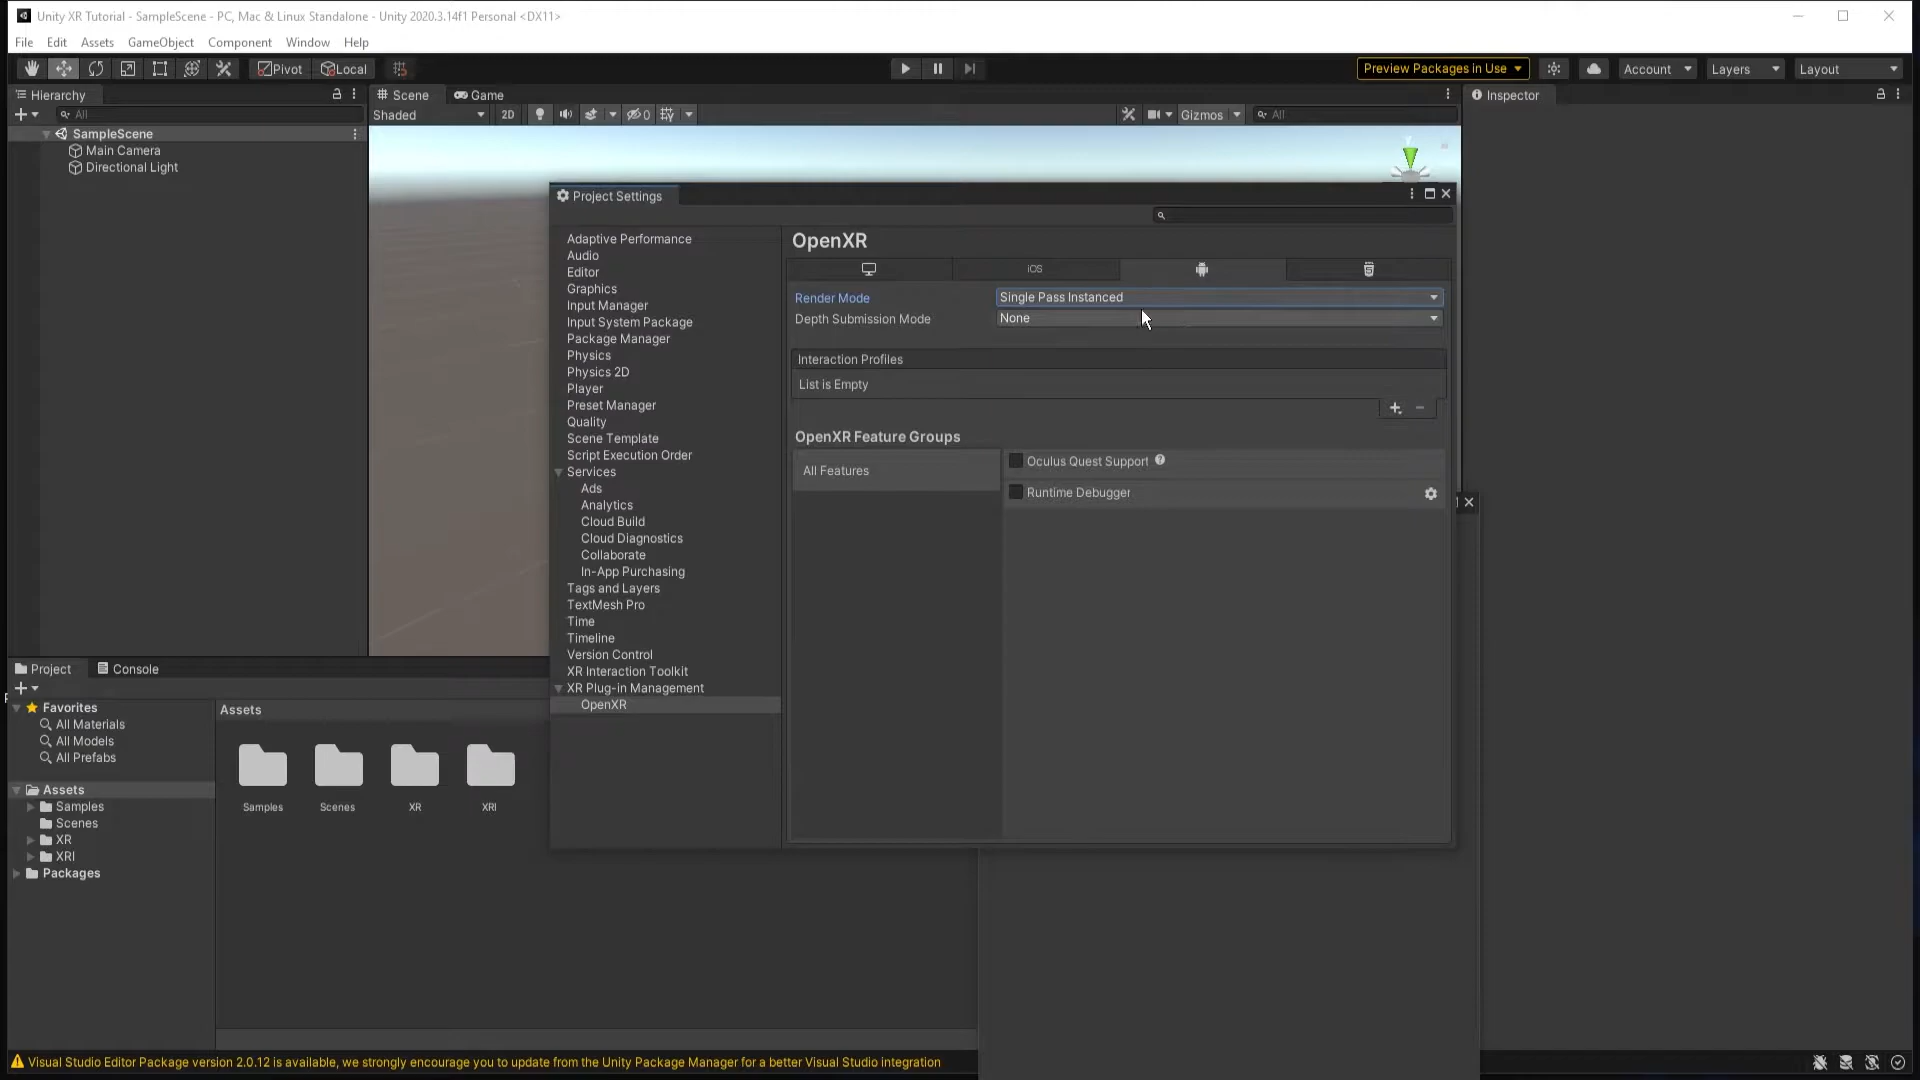 Unity XR Tutorial - SampleScene - PC, Mac & Linux Standalone - Unity 2020.3.14f1 Personal <DX11>
File Edit Assets GameObject Component Window Help
Pivot Local Preview Packages in Use Account Layers Layout
Hierarchy
All
SampleScene
Main Camera
Directional Light
Scene Game
Shaded 2D 0 Gizmos All
Inspector
Project Settings
Adaptive Performance
Audio
Editor
Graphics
Input Manager
Input System Package
Package Manager
Physics
Physics 2D
Player
Preset Manager
Quality
Scene Template
Script Execution Order
Services
Ads
Analytics
Cloud Build
Cloud Diagnostics
Collaborate
In-App Purchasing
Tags and Layers
TextMesh Pro
Time
Timeline
Version Control
XR Interaction Toolkit
XR Plug-in Management
OpenXR
OpenXR
iOS
Render Mode Single Pass Instanced
Depth Submission Mode None
Interaction Profiles
List is Empty
OpenXR Feature Groups
All Features
Oculus Quest Support
Runtime Debugger
Project Console
Favorites
All Materials
All Models
All Prefabs
Assets
Samples
Scenes
XR
XRI
Packages
Assets
Samples Scenes XR XRI
Visual Studio Editor Package version 2.0.12 is available, we strongly encourage you to update from the Unity Package Manager for a better Visual Studio integration